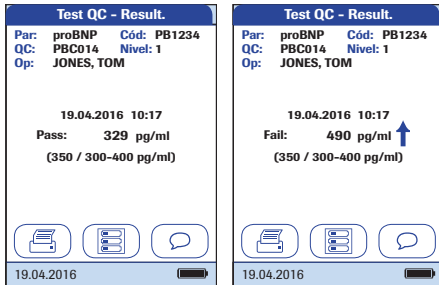 Test QC - Result.
Par: proBNP Cód: PB1234
QC: PBC014 Nivel: 1
Op: JONES, TOM
19.04.2016 10:17
Pass: 329 pg/ml
(350 / 300-400 pg/ml)
19.04.2016
Test QC - Result.
Par: proBNP Cód: PB1234
QC: PBC014 Nivel: 1
Op: JONES, TOM
19.04.2016 10:17
Fail: 490 pg/ml
(350 / 300-400 pg/ml)
19.04.2016